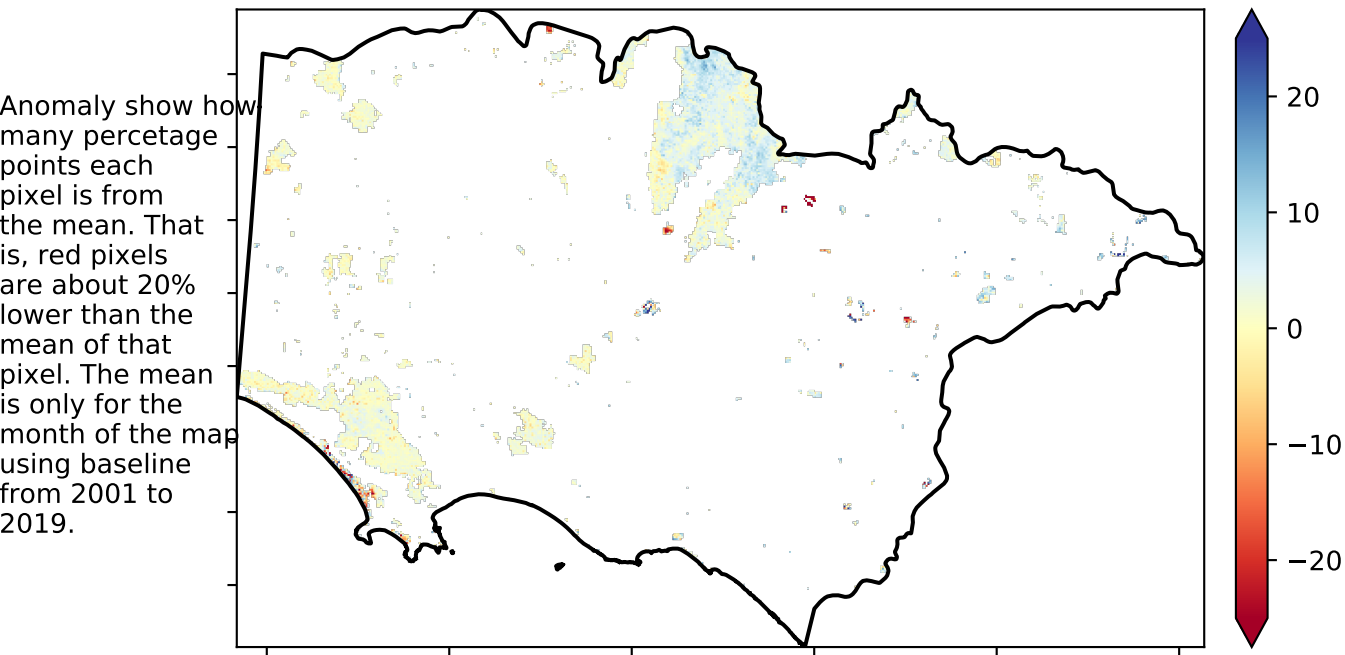 Anomaly show how
many percetage
points each
pixel is from
the mean. That
is, red pixels
are about 20%
lower than the
mean of that
pixel. The mean
is only for the
month of the map
using baseline
from 2001 to
2019.
20
10
0
−10
−20